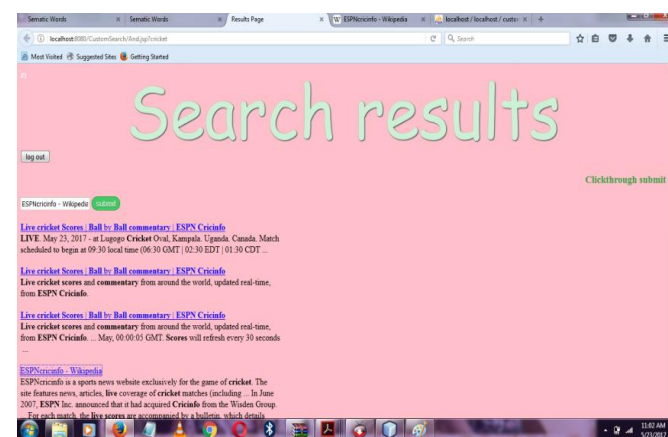 Sematic Words
Sematic Words
Results Page
ESPNcricinfo - Wikipedia
localhost / localhost / custo
localhost:8080/CustomSearch/And.jsp?cricket
Search
Most Visited Suggested Sites Getting Started
Search results
log out
Clickthrough submit
ESPNcricinfo - Wikipedia submit
Live cricket Scores | Ball by Ball commentary | ESPN Cricinfo
LIVE. May 23, 2017 - at Lugogo Cricket Oval, Kampala. Uganda. Canada. Match
scheduled to begin at 09:30 local time (06:30 GMT | 02:30 EDT | 01:30 CDT ...
Live cricket Scores | Ball by Ball commentary | ESPN Cricinfo
Live cricket scores and commentary from around the world, updated real-time,
from ESPN Cricinfo.
Live cricket Scores | Ball by Ball commentary | ESPN Cricinfo
Live cricket scores and commentary from around the world, updated real-time,
from ESPN Cricinfo. ... May, 00:00:05 GMT. Scores will refresh every 30 seconds
...
ESPNcricinfo - Wikipedia
ESPNcricinfo is a sports news website exclusively for the game of cricket. The
site features news, articles, live coverage of cricket matches (including ... In June
2007, ESPN Inc. announced that it had acquired Cricinfo from the Wisden Group.
... For each match, the live scores are accompanied by a bulletin, which details
11:02 AM